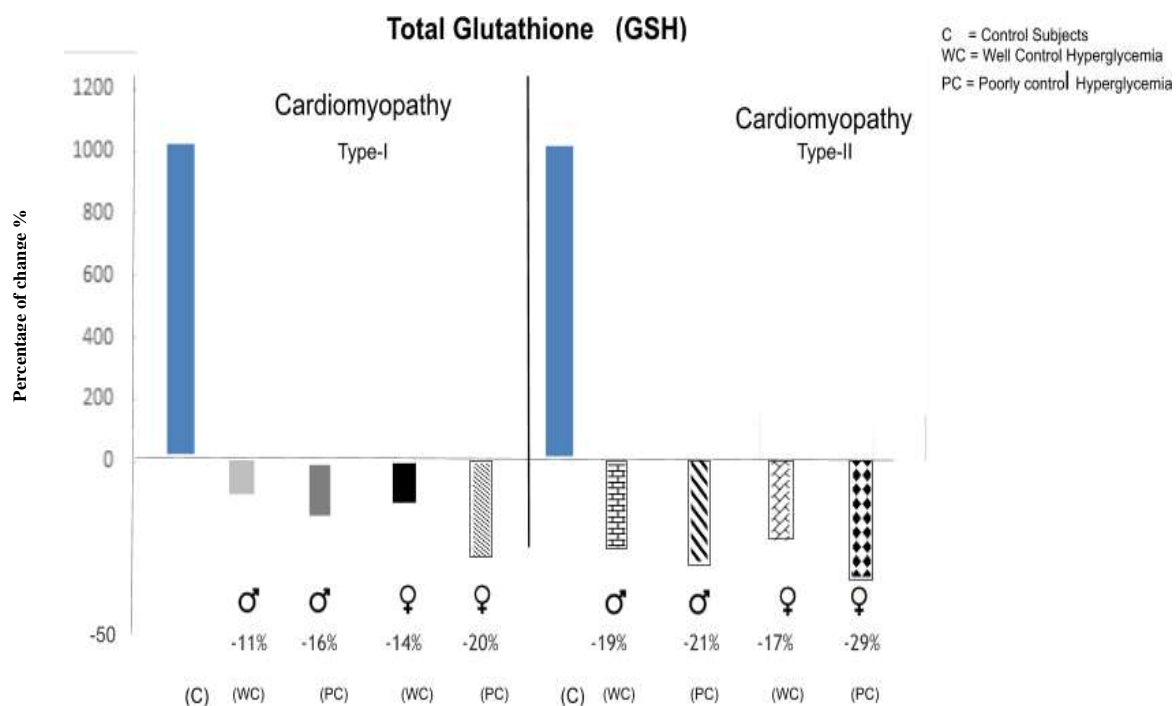 Total Glutathione (GSH)
C = Control Subjects
WC = Well Control Hyperglycemia
PC = Poorly control Hyperglycemia
Percentage of change %
1200
1000
800
600
400
200
0
-50
Cardiomyopathy
Type-I
Cardiomyopathy
Type-II
♂ ♂ ♀ ♀ ♂ ♂ ♀ ♀
-11% -16% -14% -20% -19% -21% -17% -29%
(C) (WC) (PC) (WC) (PC) (C) (WC) (PC) (WC) (PC)